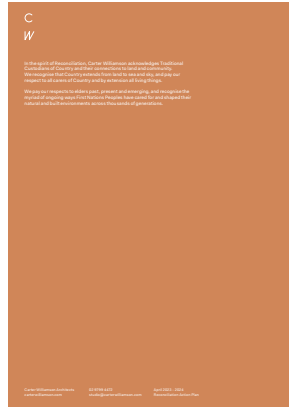 C
W
In the spirit of Reconciliation, Carter Williamson acknowledges Traditional
Custodians of Country and their connections to land and community.
We recognise that Country extends from land to sea and sky, and pay our
respect to all carers of Country and by extension all living things.
We pay our respects to elders past, present and emerging, and recognise the
myriad of ongoing ways First Nations Peoples have cared for and shaped their
natural and built environments across thousands of generations.
Carter Williamson Architects
carterwilliamson.com
studio@carterwilliamson.com
Reconciliation Action Plan